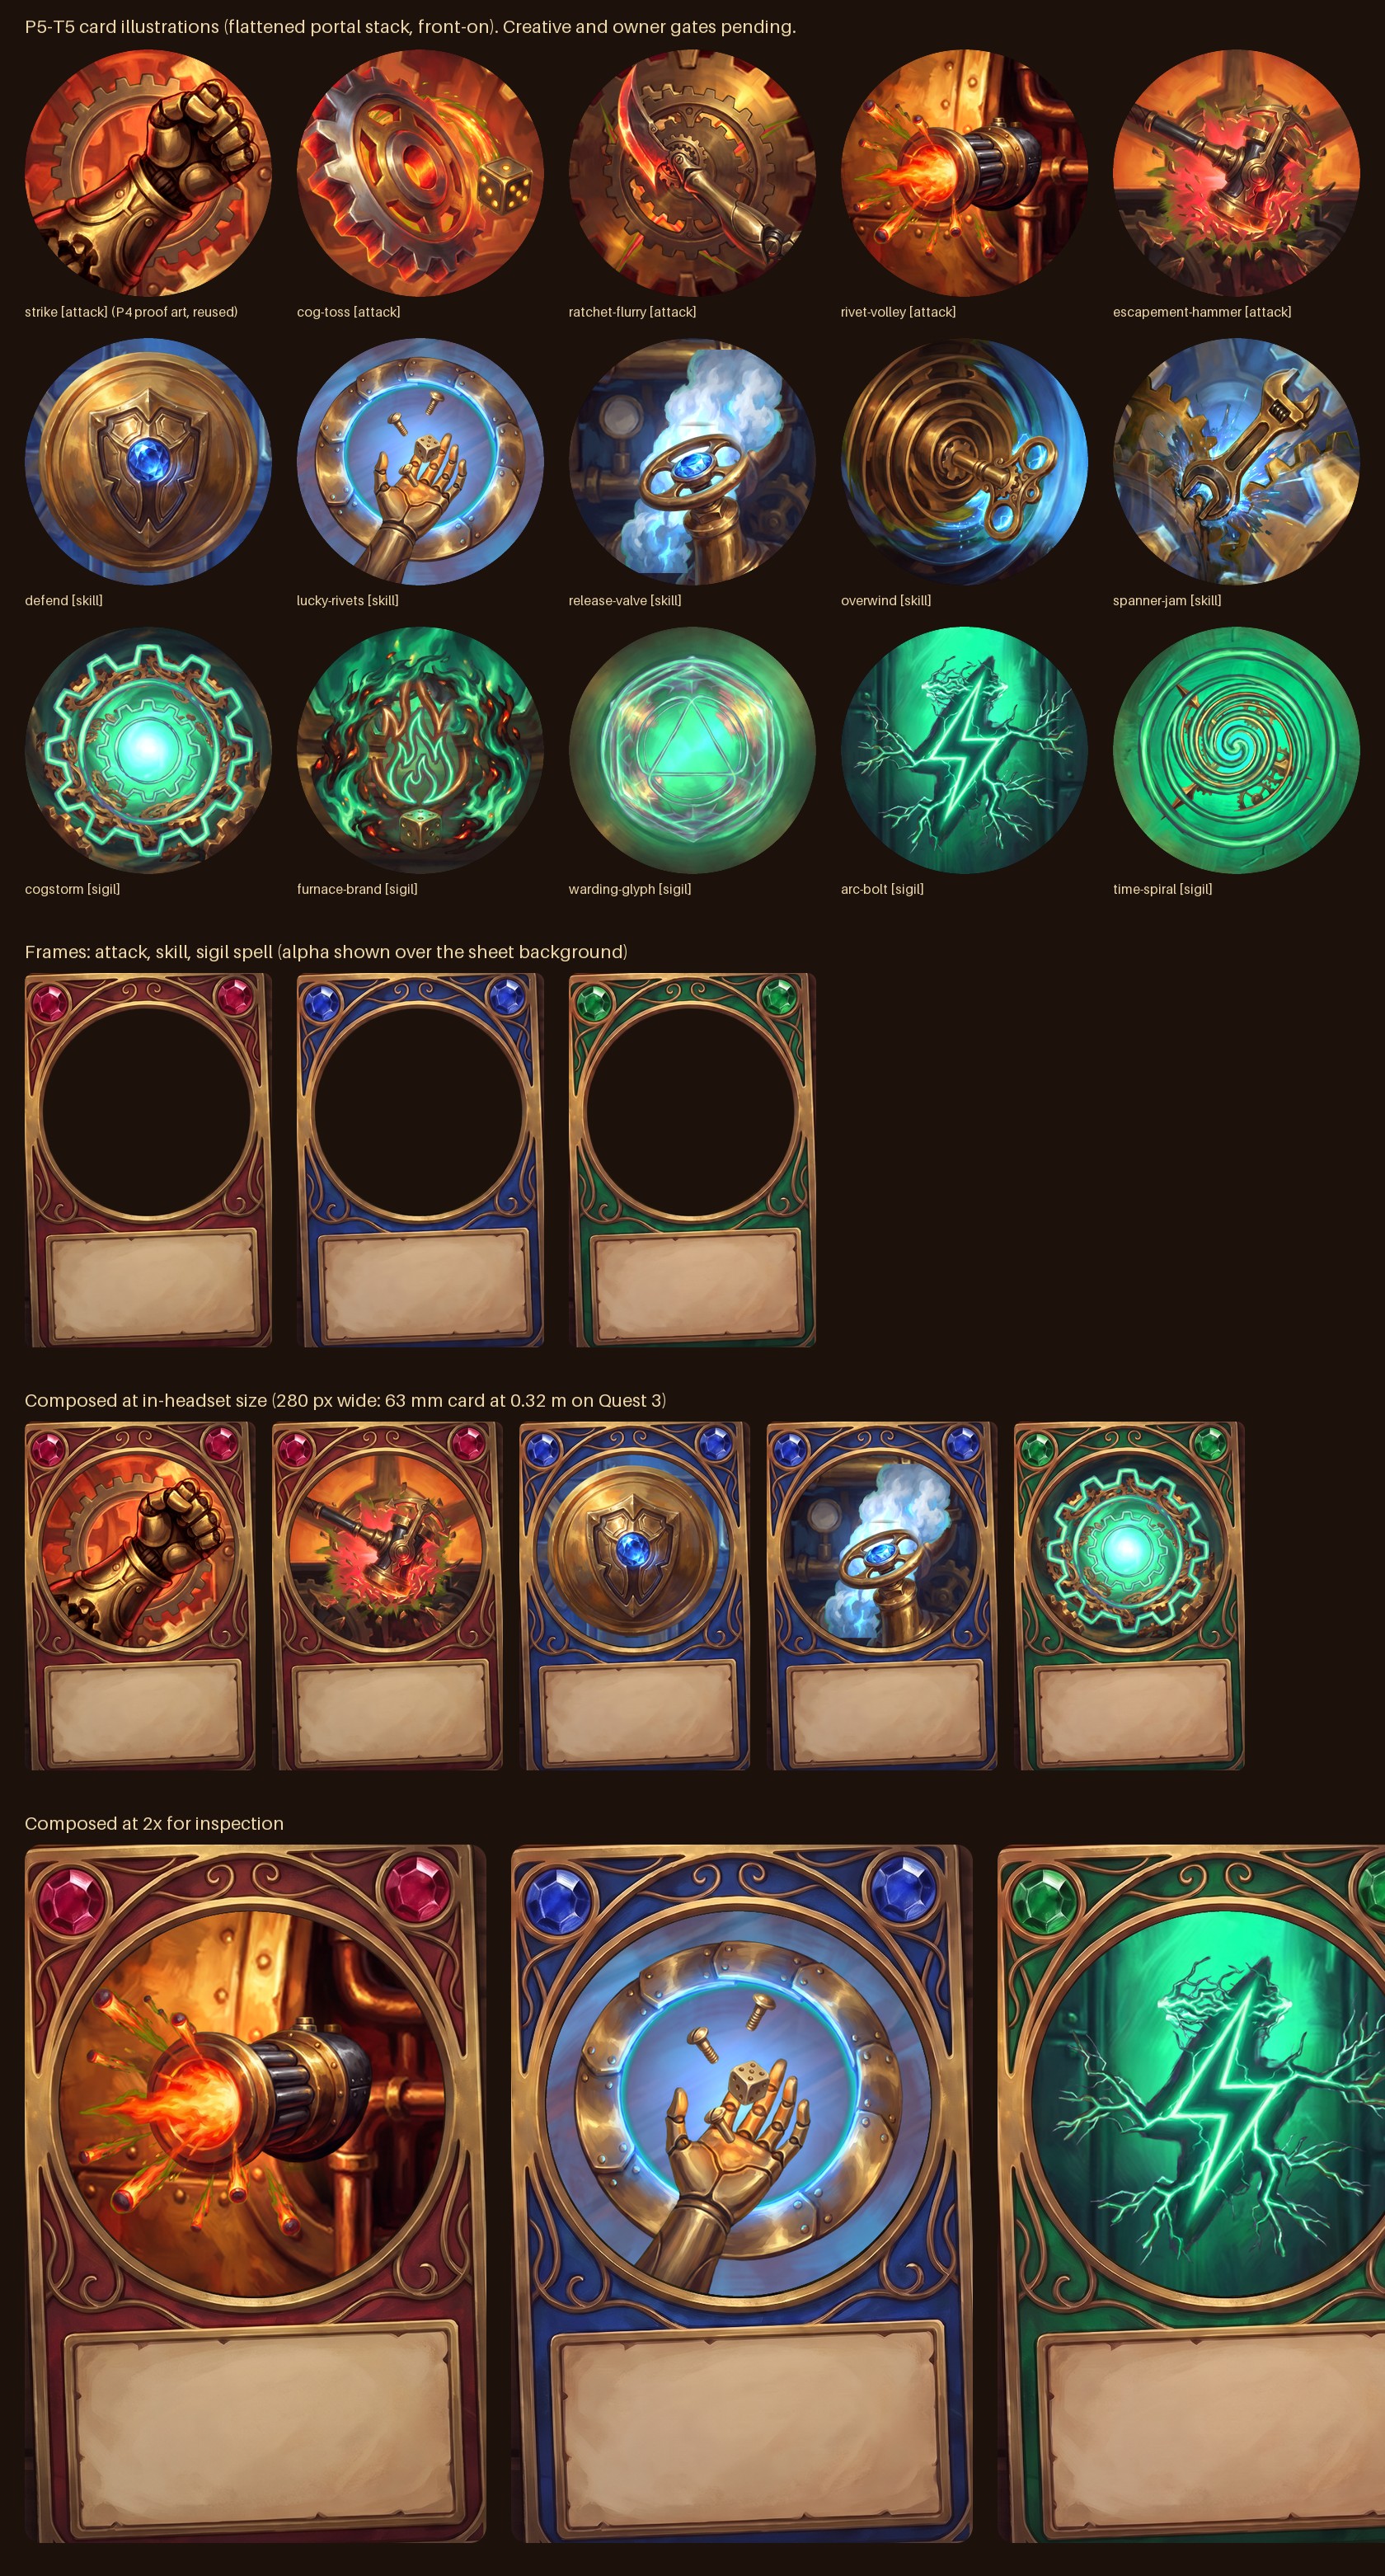 P5-T5 card illustrations (flattened portal stack, front-on). Creative and owner gates pending.
strike [attack] (P4 proof art, reused)
cog-toss [attack]
ratchet-flurry [attack]
rivet-volley [attack]
escapement-hammer [attack]
defend [skill]
lucky-rivets [skill]
release-valve [skill]
overwind [skill]
spanner-jam [skill]
cogstorm [sigil]
furnace-brand [sigil]
warding-glyph [sigil]
arc-bolt [sigil]
time-spiral [sigil]
Frames: attack, skill, sigil spell (alpha shown over the sheet background)
Composed at in-headset size (280 px wide: 63 mm card at 0.32 m on Quest 3)
Composed at 2x for inspection